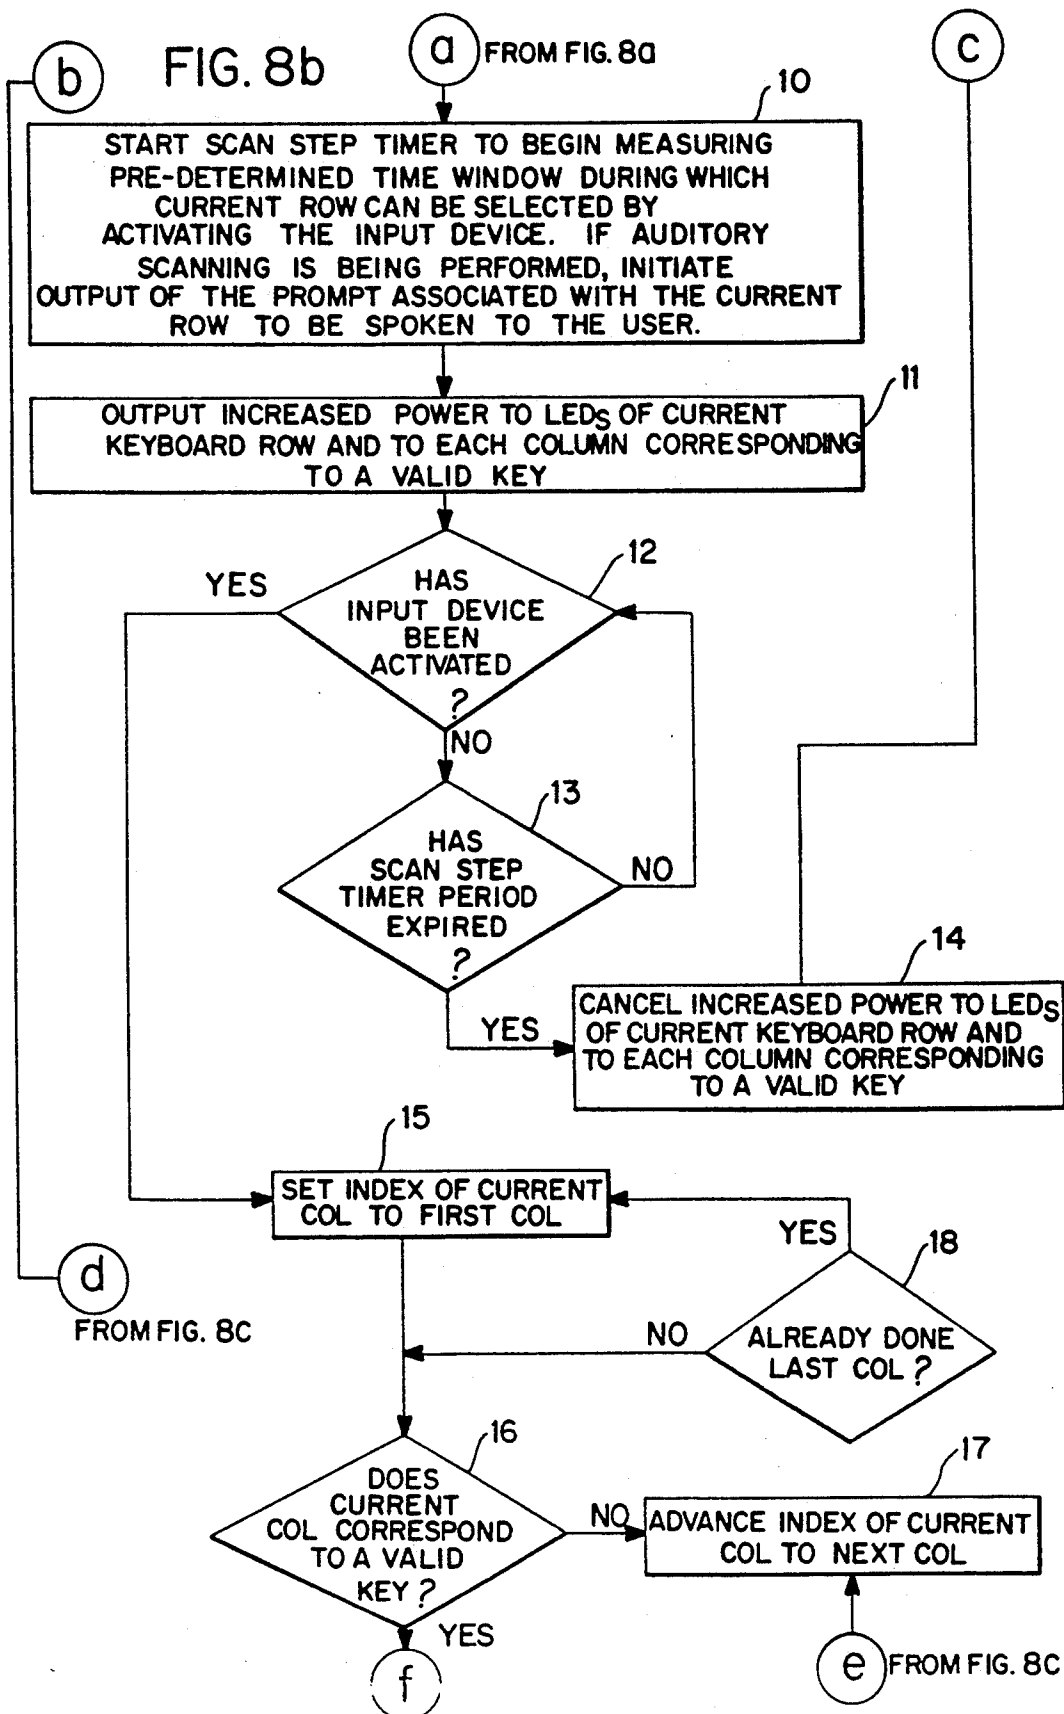 b
FIG. 8b
a
FROM FIG. 8a
c
10
START SCAN STEP TIMER TO BEGIN MEASURING
PRE-DETERMINED TIME WINDOW DURING WHICH
CURRENT ROW CAN BE SELECTED BY
ACTIVATING THE INPUT DEVICE. IF AUDITORY
SCANNING IS BEING PERFORMED, INITIATE
OUTPUT OF THE PROMPT ASSOCIATED WITH THE CURRENT
ROW TO BE SPOKEN TO THE USER.
11
OUTPUT INCREASED POWER TO LEDS OF CURRENT
KEYBOARD ROW AND TO EACH COLUMN CORRESPONDING
TO A VALID KEY
12
YES
HAS
INPUT DEVICE
BEEN
ACTIVATED
?
NO
13
HAS
SCAN STEP
TIMER PERIOD
EXPIRED
?
NO
YES
14
CANCEL INCREASED POWER TO LEDS
OF CURRENT KEYBOARD ROW AND
TO EACH COLUMN CORRESPONDING
TO A VALID KEY
15
SET INDEX OF CURRENT
COL TO FIRST COL
YES
18
d
FROM FIG. 8C
NO
ALREADY DONE
LAST COL ?
16
DOES
CURRENT
COL CORRESPOND
TO A VALID
KEY ?
NO
17
ADVANCE INDEX OF CURRENT
COL TO NEXT COL
YES
f
e
FROM FIG. 8C